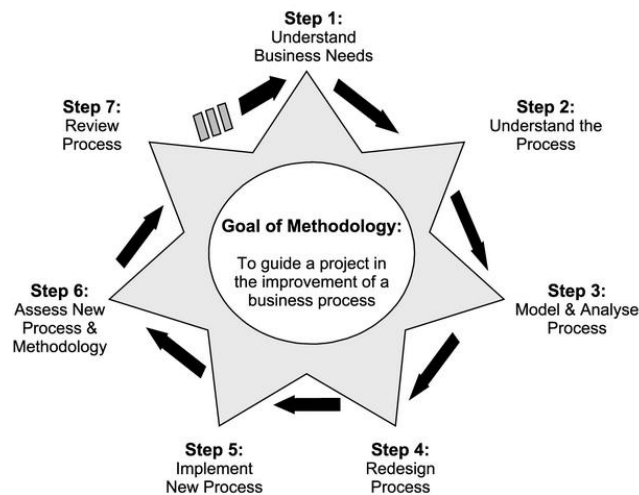 Step 1:
Understand
Business Needs
Step 2:
Understand the
Process
Step 3:
Model & Analyse
Process
Step 4:
Redesign
Process
Step 5:
Implement
New Process
Step 6:
Assess New
Process &
Methodology
Step 7:
Review
Process
Goal of Methodology:
To guide a project in
the improvement of a
business process